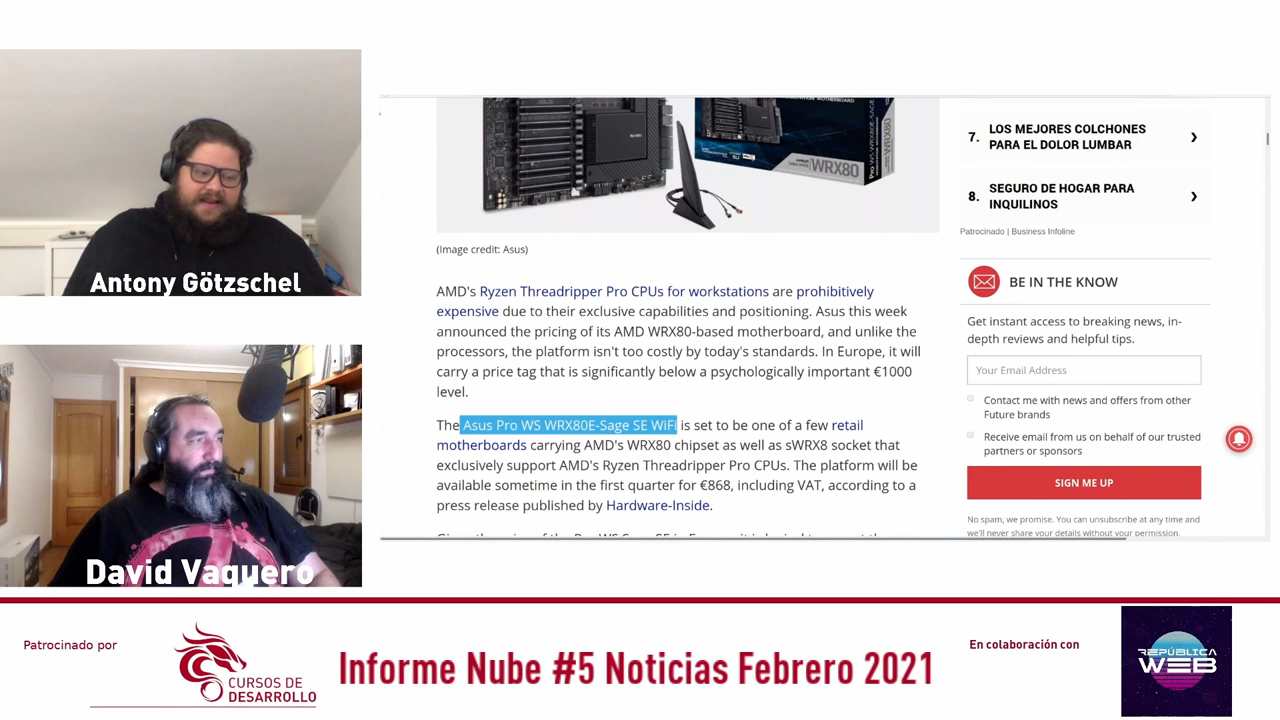 Antony Götzschel
David Vaquero
WRX80
Pro WS WRX80E-SAGE
(Image credit: Asus)
AMD's Ryzen Threadripper Pro CPUs for workstations are prohibitively
expensive due to their exclusive capabilities and positioning. Asus this week
announced the pricing of its AMD WRX80-based motherboard, and unlike the
processors, the platform isn't too costly by today's standards. In Europe, it will
carry a price tag that is significantly below a psychologically important €1000
level.
The Asus Pro WS WRX80E-Sage SE WiFi is set to be one of a few retail
motherboards carrying AMD's WRX80 chipset as well as sWRX8 socket that
exclusively support AMD's Ryzen Threadripper Pro CPUs. The platform will be
available sometime in the first quarter for €868, including VAT, according to a
press release published by Hardware-Inside.
7. LOS MEJORES COLCHONES
PARA EL DOLOR LUMBAR
8. SEGURO DE HOGAR PARA
INQUILINOS
Patrocinado | Business Infoline
BE IN THE KNOW
Get instant access to breaking news, in-
depth reviews and helpful tips.
Your Email Address
Contact me with news and offers from other
Future brands
Receive email from us on behalf of our trusted
partners or sponsors
SIGN ME UP
No spam, we promise. You can unsubscribe at any time and
we'll never share your details without your permission.
Patrocinado por
CURSOS DE
DESARROLLO
Informe Nube #5 Noticias Febrero 2021
En colaboración con
REPÚBLICA
WEB